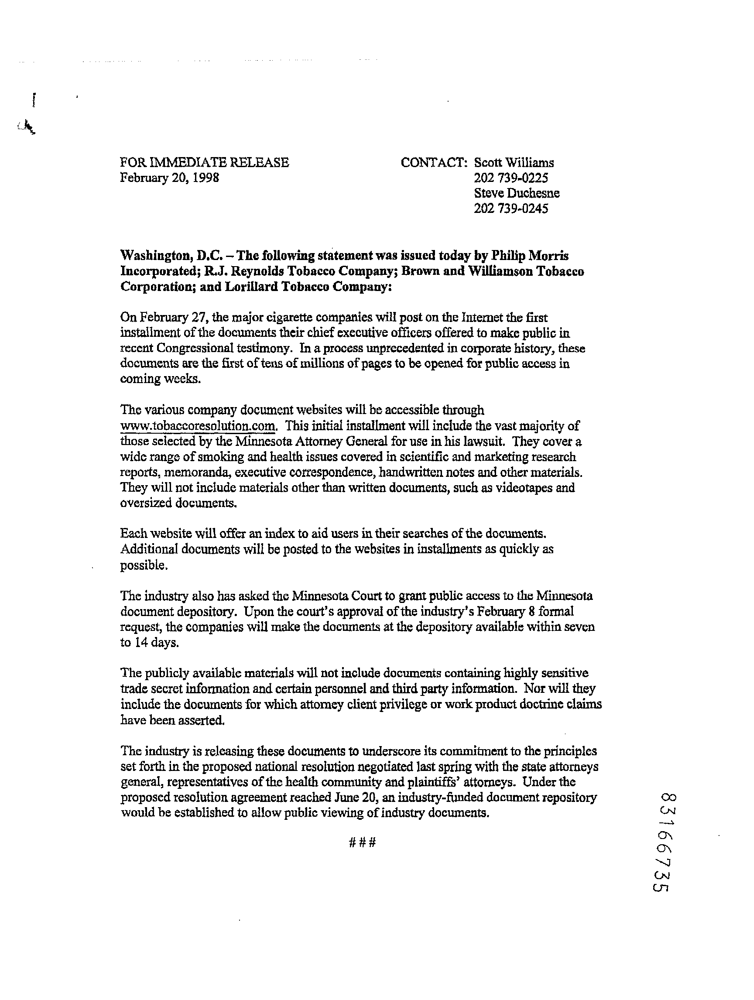 FOR IMMEDIATE RELEASE
February 20, 1998
CONTACT: Scott Williams
202 739-0225
Steve Duchesne
202 739-0245
Washington, D.C. – The following statement was issued today by Philip Morris
Incorporated; R.J. Reynolds Tobacco Company; Brown and Williamson Tobacco
Corporation; and Lorillard Tobacco Company:
On February 27, the major cigarette companies will post on the Internet the first
installment of the documents their chief executive officers offered to make public in
recent Congressional testimony. In a process unprecedented in corporate history, these
documents are the first of tens of millions of pages to be opened for public access in
coming weeks.
The various company document websites will be accessible through
www.tobaccoresolution.com. This initial installment will include the vast majority of
those selected by the Minnesota Attorney General for use in his lawsuit. They cover a
wide range of smoking and health issues covered in scientific and marketing research
reports, memoranda, executive correspondence, handwritten notes and other materials.
They will not include materials other than written documents, such as videotapes and
oversized documents.
Each website will offer an index to aid users in their searches of the documents.
Additional documents will be posted to the websites in installments as quickly as
possible.
The industry also has asked the Minnesota Court to grant public access to the Minnesota
document depository. Upon the court's approval of the industry's February 8 formal
request, the companies will make the documents at the depository available within seven
to 14 days.
The publicly available materials will not include documents containing highly sensitive
trade secret information and certain personnel and third party information. Nor will they
include the documents for which attorney client privilege or work product doctrine claims
have been asserted.
The industry is releasing these documents to underscore its commitment to the principles
set forth in the proposed national resolution negotiated last spring with the state attorneys
general, representatives of the health community and plaintiffs' attorneys. Under the
proposed resolution agreement reached June 20, an industry-funded document repository
would be established to allow public viewing of industry documents.
# # #
83166735